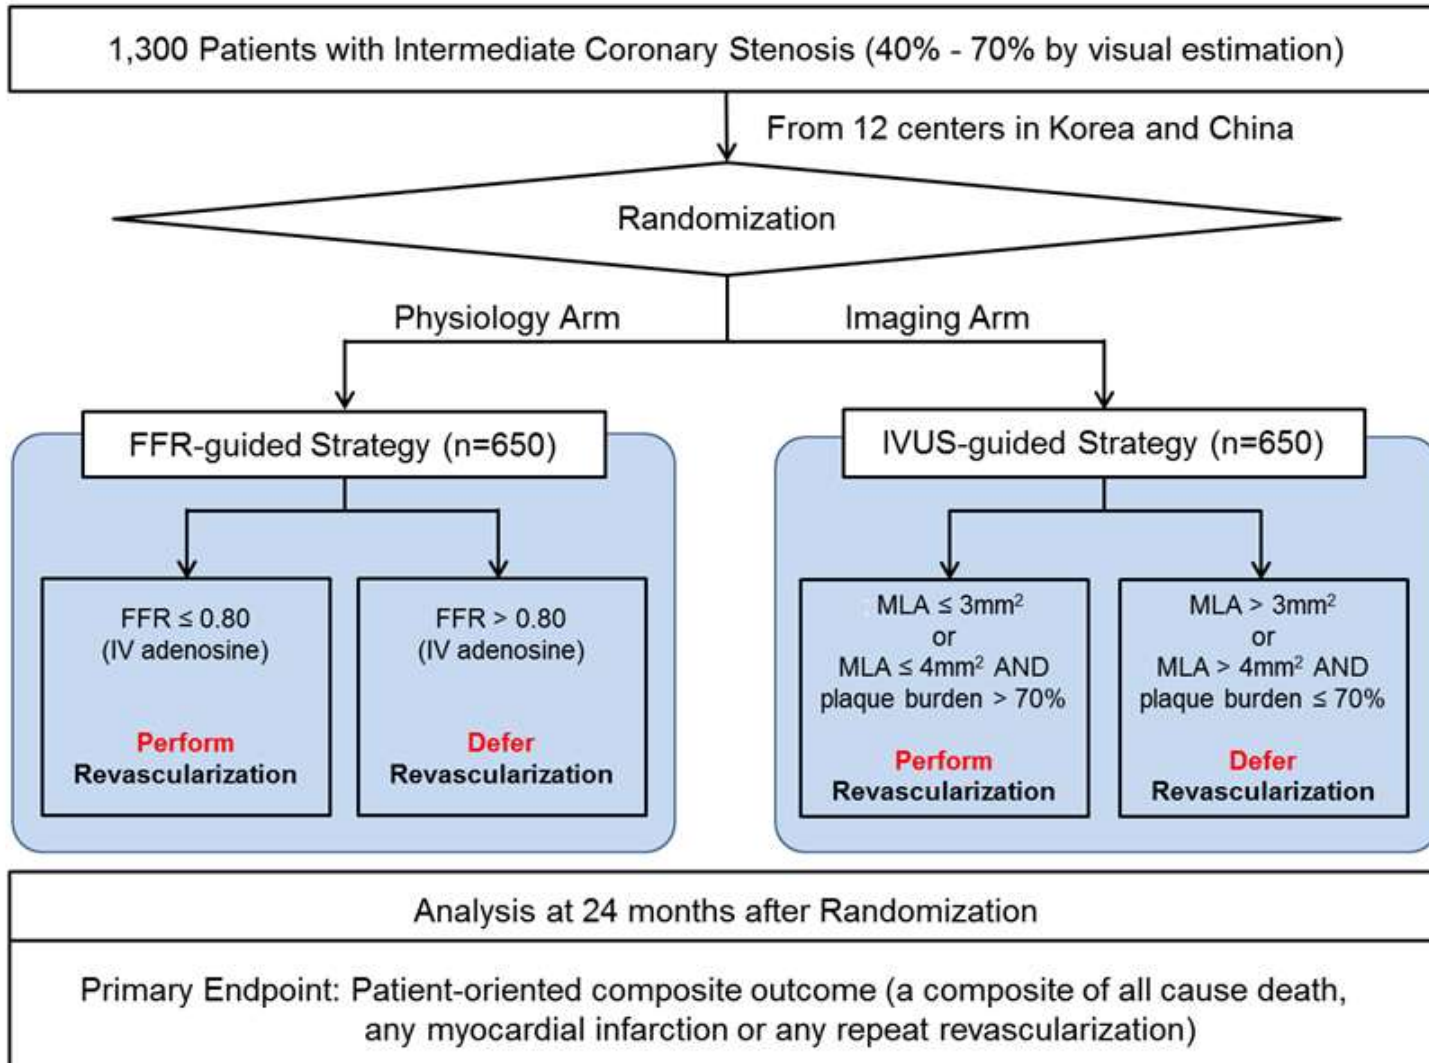 1,300 Patients with Intermediate Coronary Stenosis (40% - 70% by visual estimation)
From 12 centers in Korea and China
Randomization
Physiology Arm
Imaging Arm
FFR-guided Strategy (n=650)
IVUS-guided Strategy (n=650)
FFR ≤ 0.80
(IV adenosine)
Perform
Revascularization
FFR > 0.80
(IV adenosine)
Defer
Revascularization
MLA ≤ 3mm²
or
MLA ≤ 4mm² AND
plaque burden > 70%
Perform
Revascularization
MLA > 3mm²
or
MLA > 4mm² AND
plaque burden ≤ 70%
Defer
Revascularization
Analysis at 24 months after Randomization
Primary Endpoint: Patient-oriented composite outcome (a composite of all cause death,
any myocardial infarction or any repeat revascularization)